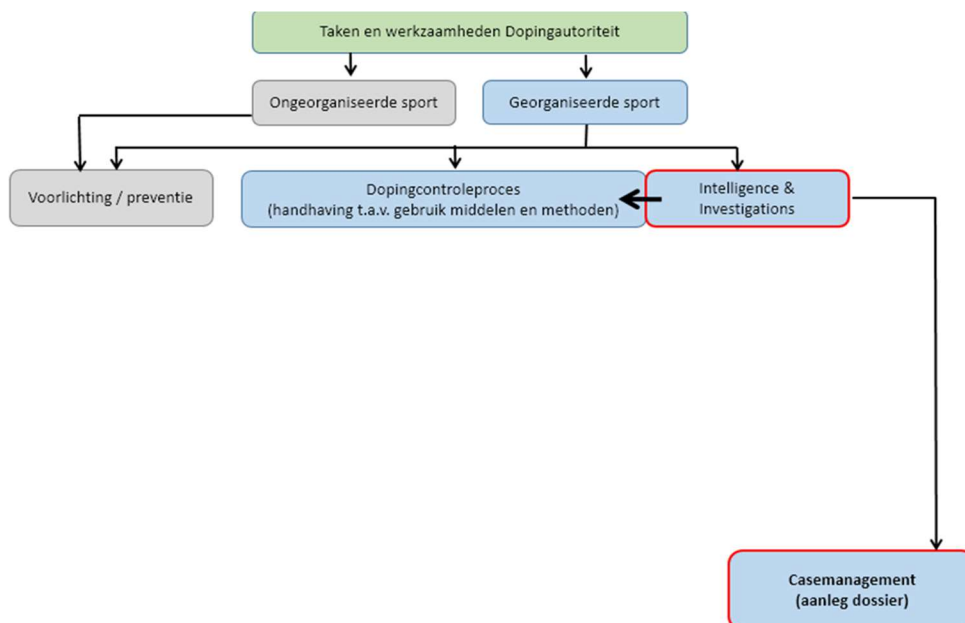 Taken en werkzaamheden Dopingautoriteit
Ongeorganiseerde sport
Georganiseerde sport
Voorlichting / preventie
Dopingcontroleproces
(handhaving t.a.v. gebruik middelen en methoden)
Intelligence &
Investigations
Casemanagement
(aanleg dossier)